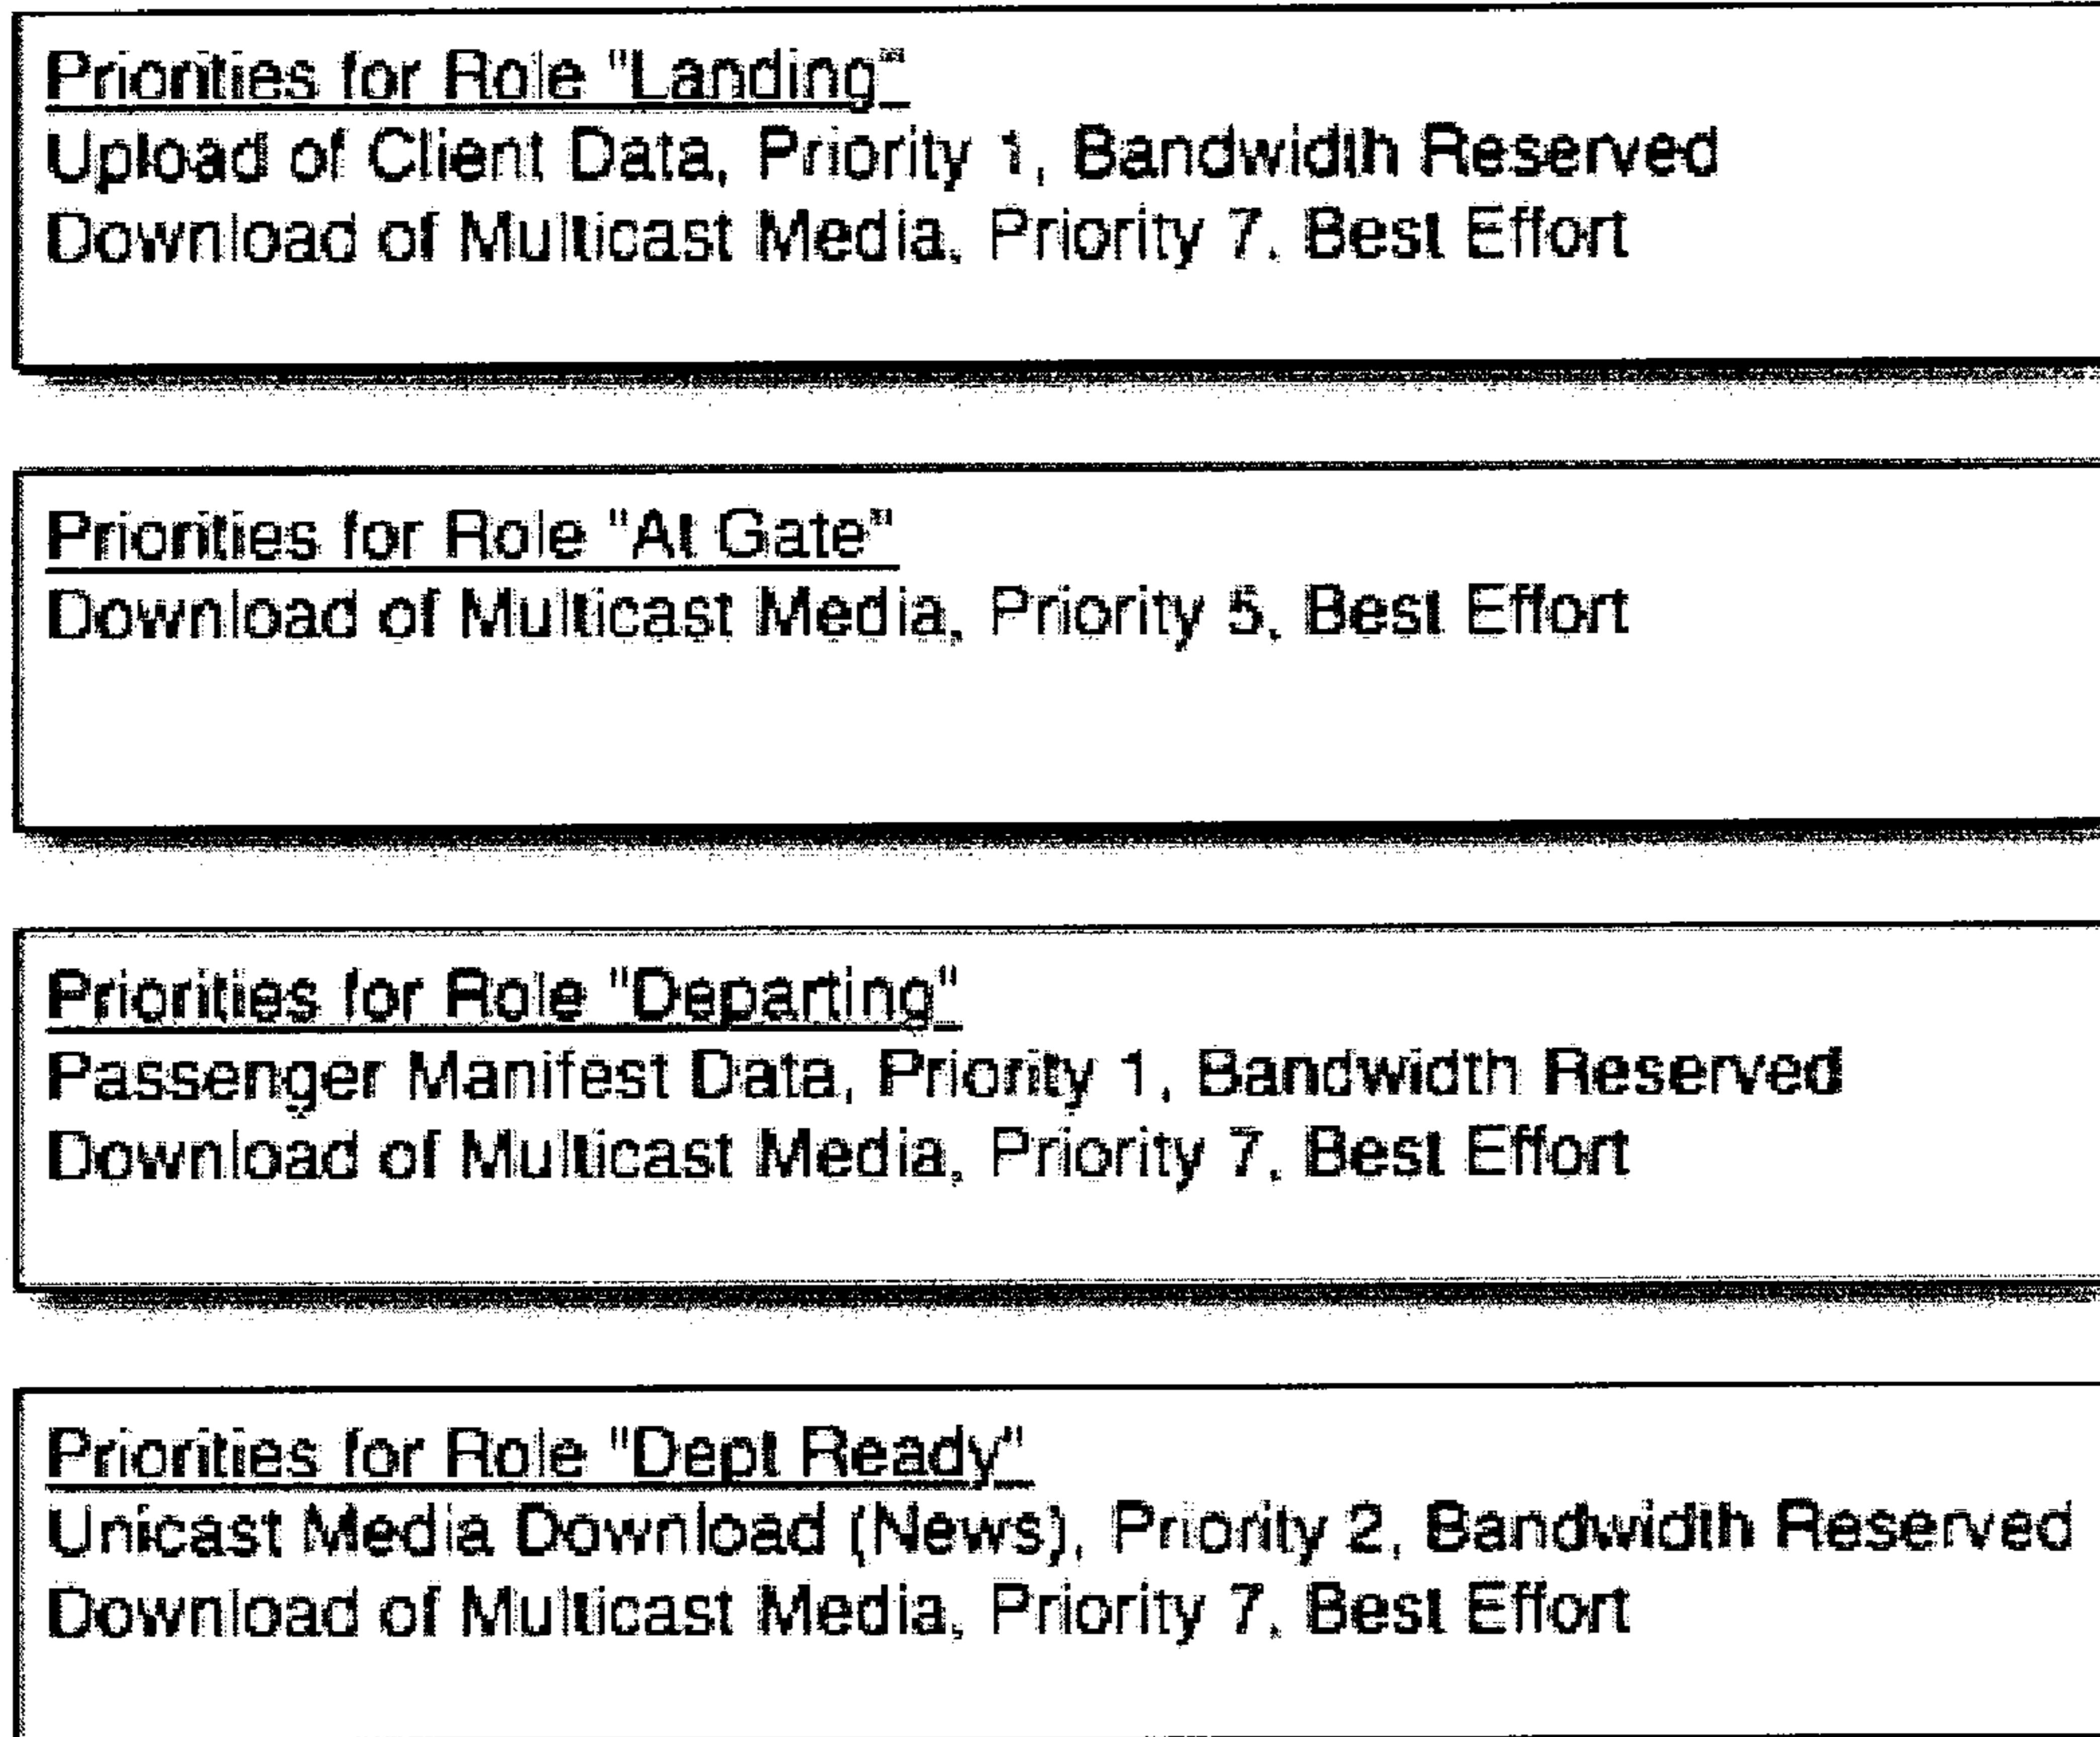 Priorities for Role "Landing"
Upload of Client Data, Priority 1, Bandwidth Reserved
Download of Multicast Media, Priority 7, Best Effort
Priorities for Role "At Gate"
Download of Multicast Media, Priority 5, Best Effort
Priorities for Role "Departing"
Passenger Manifest Data, Priority 1, Bandwidth Reserved
Download of Multicast Media, Priority 7, Best Effort
Priorities for Role "Dept Ready"
Unicast Media Download (News), Priority 2, Bandwidth Reserved
Download of Multicast Media, Priority 7, Best Effort